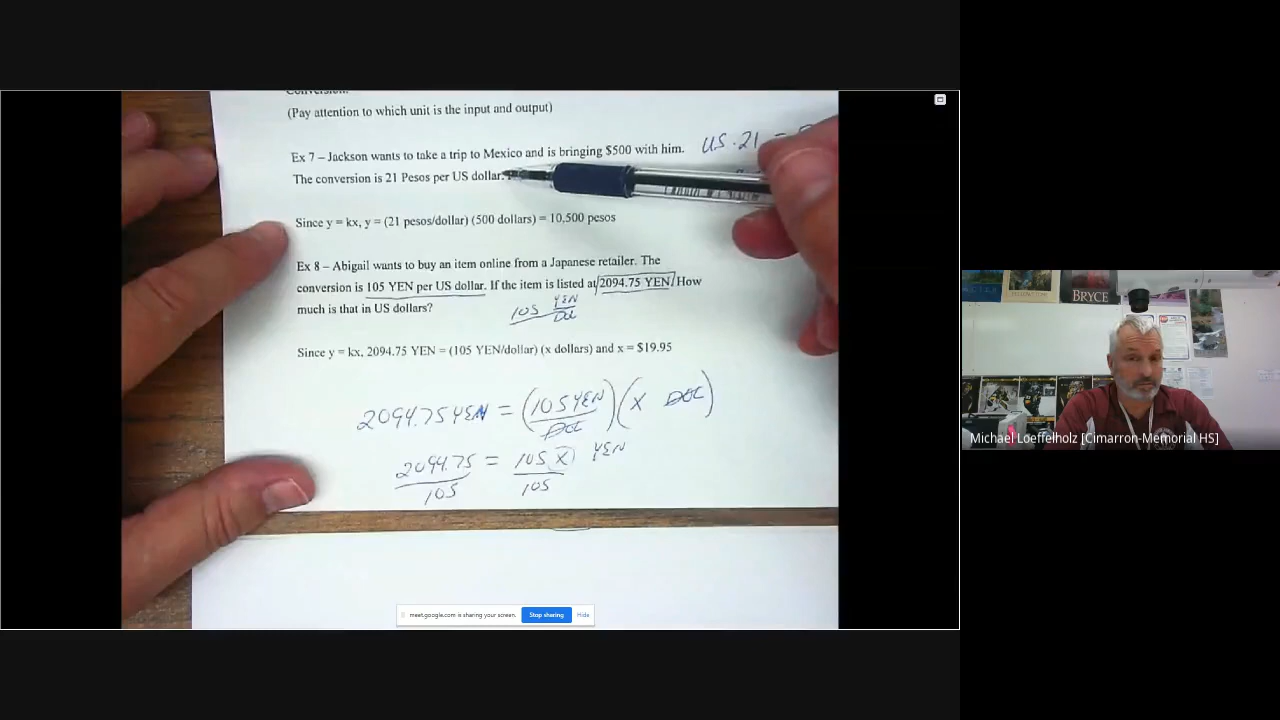 Conversion:
(Pay attention to which unit is the input and output)
Ex 7 – Jackson wants to take a trip to Mexico and is bringing $500 with him.
US · 21 =
The conversion is 21 Pesos per US dollar.
Since y = kx, y = (21 pesos/dollar) (500 dollars) = 10,500 pesos
Ex 8 – Abigail wants to buy an item online from a Japanese retailer. The
conversion is 105 YEN per US dollar. If the item is listed at 2094.75 YEN. How
much is that in US dollars?
105 YEN
DOL
Since y = kx, 2094.75 YEN = (105 YEN/dollar) (x dollars) and x = $19.95
2094.75 YEN = (105 YEN) (X DOL)
DOL
2094.75 = 105 X YEN
105 105
BRYCE
Michael Loeffelholz [Cimarron-Memorial HS]
meet.google.com is sharing your screen. Stop sharing Hide